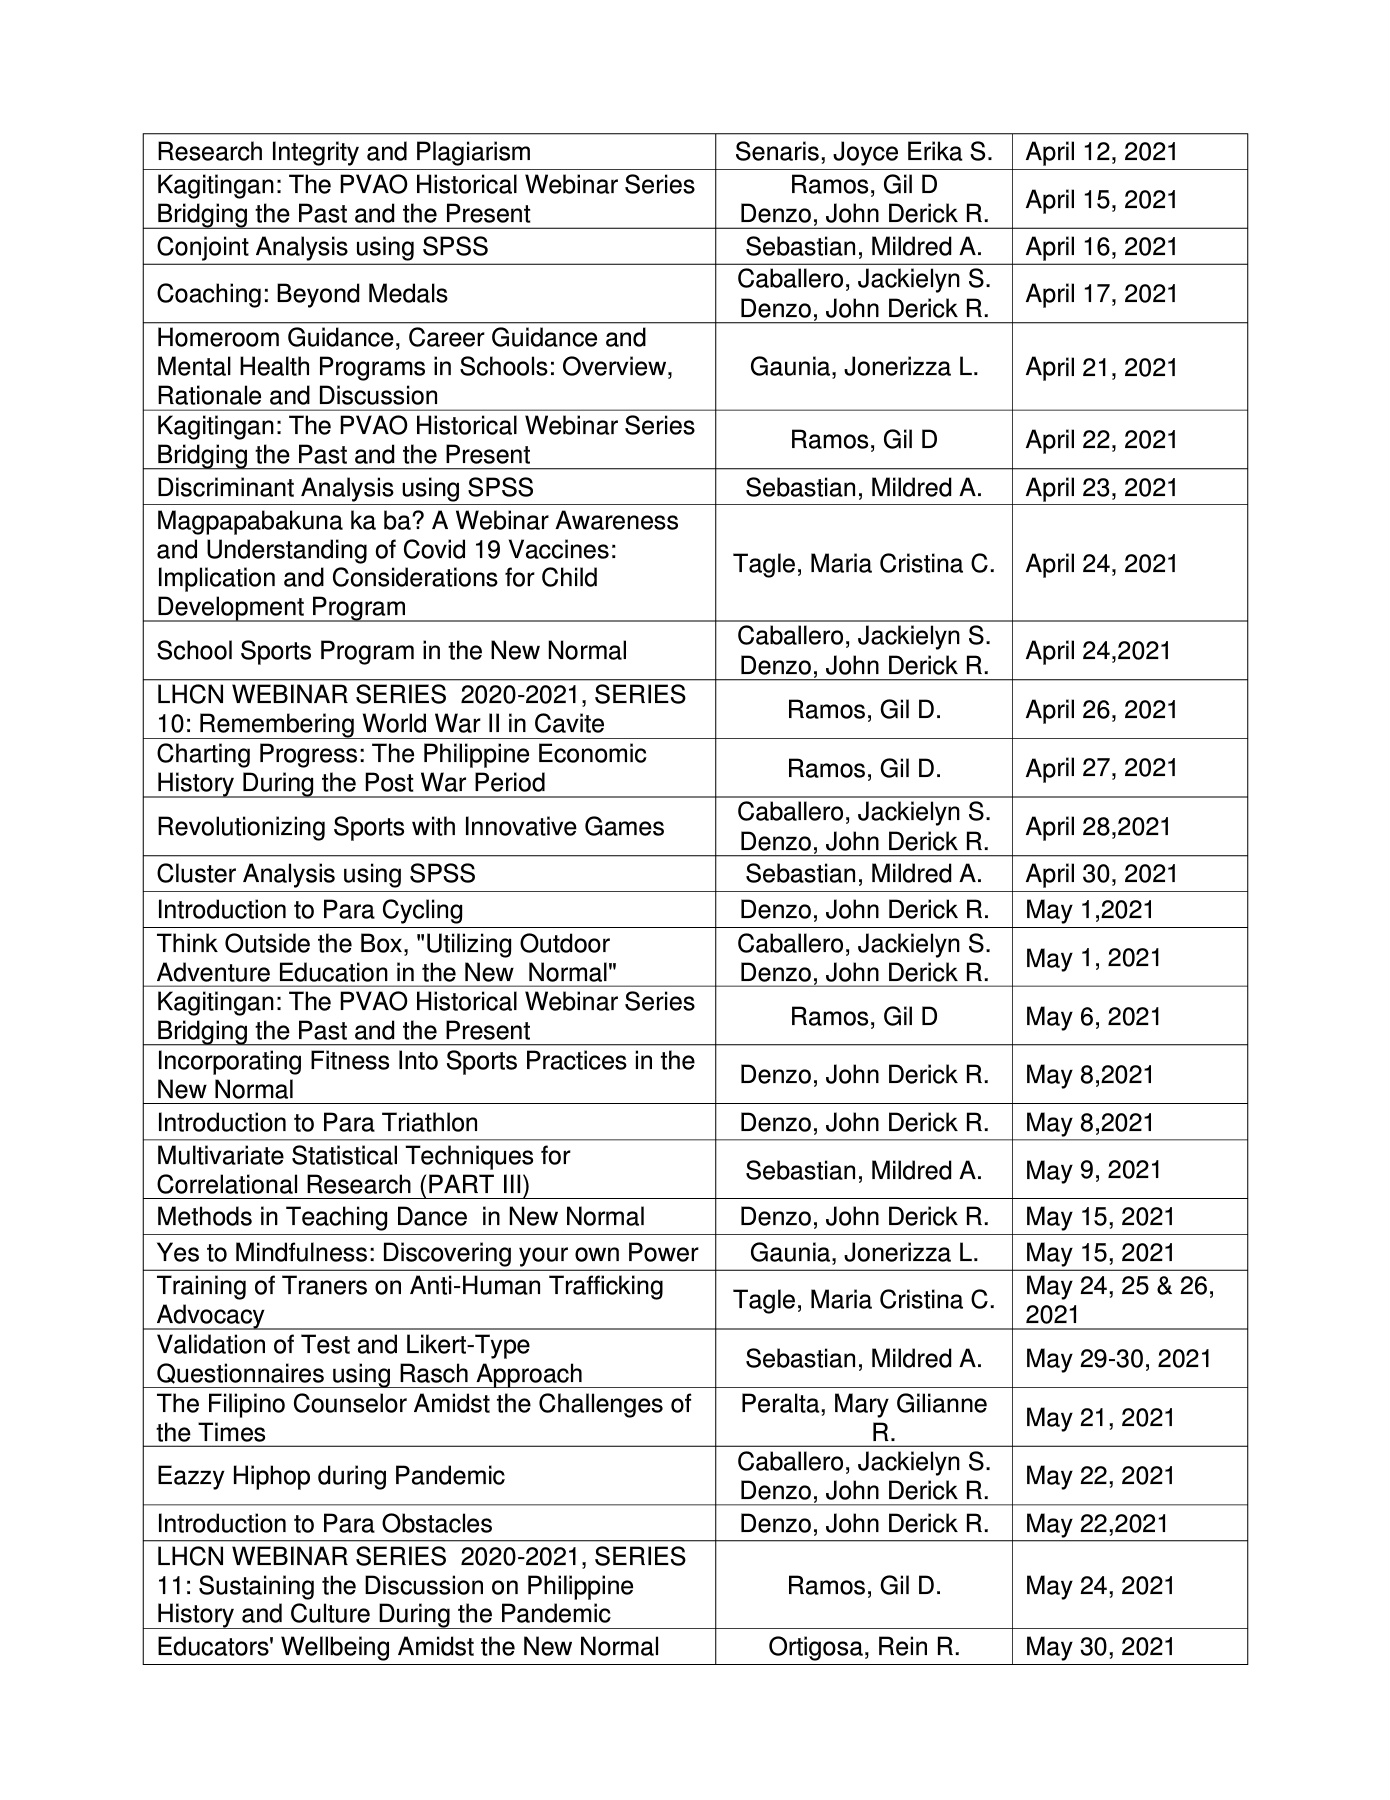 Research Integrity and Plagiarism Senaris, Joyce Erika S. April 12, 2021
Kagitingan: The PVAO Historical Webinar Series
Bridging the Past and the Present
Ramos, Gil D
Denzo, John Derick R.
April 15, 2021
Conjoint Analysis using SPSS Sebastian, Mildred A. April 16, 2021
Coaching: Beyond Medals
Caballero, Jackielyn S.
Denzo, John Derick R.
April 17, 2021
Homeroom Guidance, Career Guidance and
Mental Health Programs in Schools: Overview,
Rationale and Discussion
Gaunia, Jonerizza L.
April 21, 2021
Kagitingan: The PVAO Historical Webinar Series
Bridging the Past and the Present
Ramos, Gil D
April 22, 2021
Discriminant Analysis using SPSS Sebastian, Mildred A. April 23, 2021
Magpapabakuna ka ba? A Webinar Awareness
and Understanding of Covid 19 Vaccines:
Implication and Considerations for Child
Development Program
Tagle, Maria Cristina C.
April 24, 2021
School Sports Program in the New Normal
Caballero, Jackielyn S.
Denzo, John Derick R.
April 24,2021
LHCN WEBINAR SERIES  2020-2021, SERIES
10: Remembering World War II in Cavite
Ramos, Gil D.
April 26, 2021
Charting Progress: The Philippine Economic
History During the Post War Period
Ramos, Gil D.
April 27, 2021
Revolutionizing Sports with Innovative Games
Caballero, Jackielyn S.
Denzo, John Derick R.
April 28,2021
Cluster Analysis using SPSS Sebastian, Mildred A. April 30, 2021
Introduction to Para Cycling Denzo, John Derick R. May 1,2021
Think Outside the Box, "Utilizing Outdoor
Adventure Education in the New  Normal"
Caballero, Jackielyn S.
Denzo, John Derick R.
May 1, 2021
Kagitingan: The PVAO Historical Webinar Series
Bridging the Past and the Present
Ramos, Gil D
May 6, 2021
Incorporating Fitness Into Sports Practices in the
New Normal
Denzo, John Derick R.
May 8,2021
Introduction to Para Triathlon Denzo, John Derick R. May 8,2021
Multivariate Statistical Techniques for
Correlational Research (PART III)
Sebastian, Mildred A.
May 9, 2021
Methods in Teaching Dance  in New Normal Denzo, John Derick R. May 15, 2021
Yes to Mindfulness: Discovering your own Power Gaunia, Jonerizza L. May 15, 2021
Training of Traners on Anti-Human Trafficking
Advocacy
Tagle, Maria Cristina C.
May 24, 25 & 26,
2021
Validation of Test and Likert-Type
Questionnaires using Rasch Approach
Sebastian, Mildred A.
May 29-30, 2021
The Filipino Counselor Amidst the Challenges of
the Times
Peralta, Mary Gilianne
R.
May 21, 2021
Eazzy Hiphop during Pandemic
Caballero, Jackielyn S.
Denzo, John Derick R.
May 22, 2021
Introduction to Para Obstacles Denzo, John Derick R. May 22,2021
LHCN WEBINAR SERIES  2020-2021, SERIES
11: Sustaining the Discussion on Philippine
History and Culture During the Pandemic
Ramos, Gil D.
May 24, 2021
Educators' Wellbeing Amidst the New Normal Ortigosa, Rein R. May 30, 2021